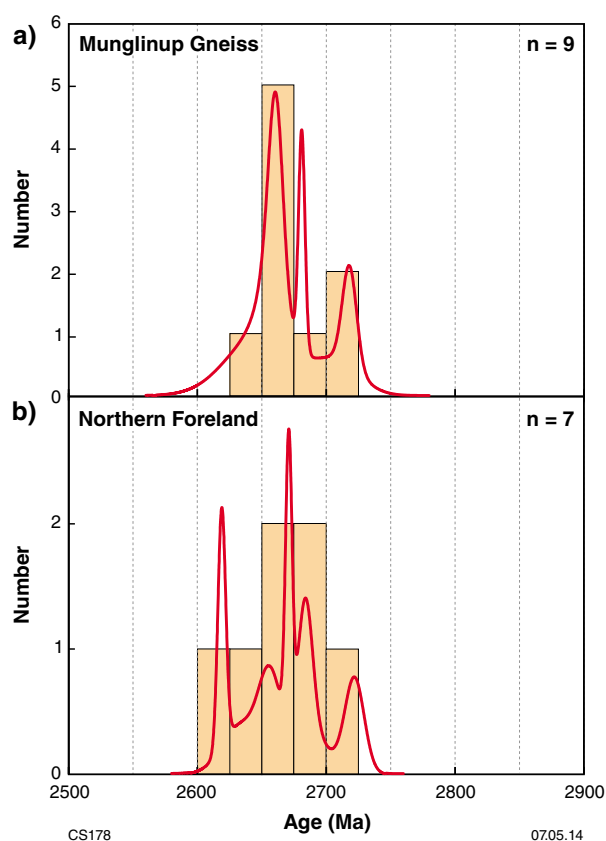 a)
Munglinup Gneiss
n = 9
6
5
4
3
2
1
0
Number
b)
Northern Foreland
n = 7
2
1
0
Number
2500
2600
2700
2800
2900
Age (Ma)
CS178
07.05.14